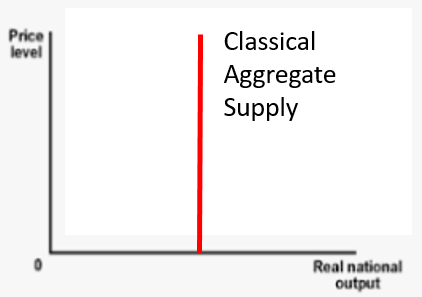 Price
level
Classical
Aggregate
Supply
0
Real national
output